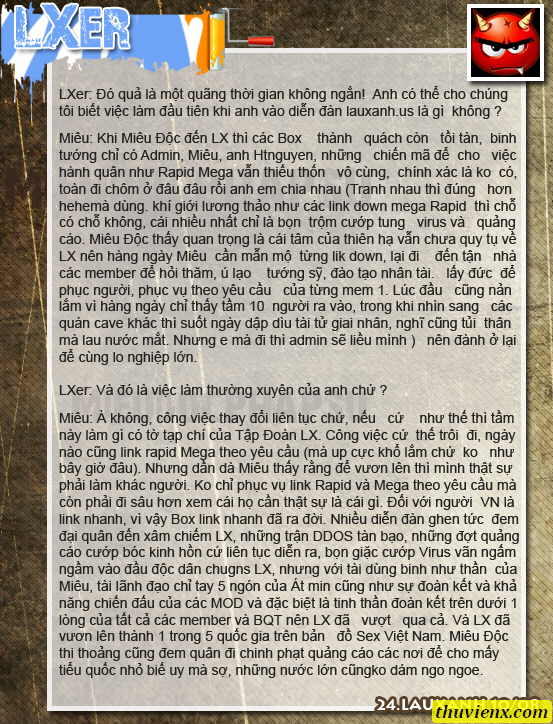 LXER
LXer: Đó quả là một quãng thời gian không ngắn! Anh có thể cho chúng
tôi biết việc làm đầu tiên khi anh vào diễn đàn lauxanh.us là gì không ?
Miêu: Khi Miêu Độc đến LX thì các Box thành quách còn tồi tàn, binh
tướng chỉ có Admin, Miêu, anh Htnguyen, những chiến mã để cho việc
hành quân như Rapid Mega vẫn thiếu thốn vô cùng, chính xác là ko có,
toàn đi chôm ở đâu đâu rồi anh em chia nhau (Tranh nhau thì đúng hơn
hehemà dùng. khí giới lương thảo như các link down mega Rapid thì chỗ
có chỗ không, cái nhiều nhất chỉ là bọn trộm cướp tung virus và quảng
cáo. Miêu Độc thấy quan trọng là cái tâm của thiên hạ vẫn chưa quy tụ về
LX nên hàng ngày Miêu cần mẫn mộ từng lik down, lại đi đến tận nhà
các member để hỏi thăm, ú lạo tướng sỹ, đào tạo nhân tài. lấy đức để
phục người, phục vụ theo yêu cầu của từng mem 1. Lúc đầu cũng nản
lắm vì hàng ngày chỉ thấy tầm 10 người ra vào, trong khi nhìn sang các
quán cave khác thì suốt ngày dập dìu tài tử giai nhân, nghĩ cũng tủi thân
mà lau nước mắt. Nhưng e mà đi thì admin sẽ liều mình ) nên đành ở lại
để cùng lo nghiệp lớn.
LXer: Và đó là việc làm thường xuyên của anh chứ ?
Miêu: À không, công việc thay đổi liên tục chứ, nếu cứ như thế thì tầm
này làm gì có tờ tạp chí của Tập Đoàn LX. Công việc cứ thế trôi đi, ngày
nào cũng link rapid Mega theo yêu cầu (mà up cực khổ lắm chứ ko như
bây giờ đâu). Nhưng dần dà Miêu thấy rằng để vươn lên thì mình thật sự
phải làm khác người. Ko chỉ phục vụ link Rapid và Mega theo yêu cầu mà
còn phải đi sâu hơn xem cái họ cần thật sự là cái gì. Đối với người VN là
link nhanh, vì vậy Box link nhanh đã ra đời. Nhiều diễn đàn ghen tức đem
đại quân đến xâm chiếm LX, những trận DDOS tàn bạo, những đợt quảng
cáo cướp bóc kinh hồn cứ liên tục diễn ra, bọn giặc cướp Virus vãn ngấm
ngầm vào đầu độc dân chugns LX, nhưng với tài dùng binh như thần của
Miêu, tài lãnh đạo chỉ tay 5 ngón của Át min cũng như sự đoàn kết và khả
năng chiến đấu của các MOD và đặc biệt là tinh thần đoàn kết trên dưới 1
lòng của tất cả các member và BQT nên LX đã vượt qua cả. Và LX đã
vươn lên thành 1 trong 5 quốc gia trên bản đồ Sex Việt Nam. Miêu Độc
thi thoảng cũng đem quân đi chinh phạt quảng cáo các nơi để cho mấy
tiểu quốc nhỏ biế uy mà sợ, những nước lớn cũngko dám ngo ngoe.
24.LAUXANH 10/08
thuvienx.com